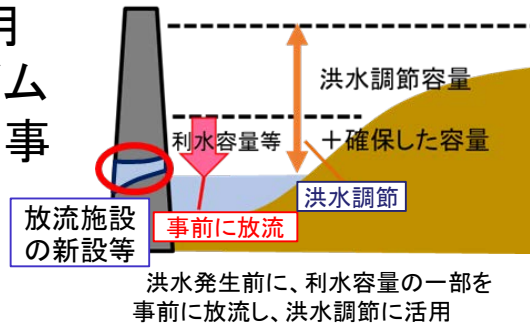 用
ム
事
洪水調節容量
利水容量等
＋確保した容量
洪水調節
事前に放流
放流施設
の新設等
洪水発生前に、利水容量の一部を
事前に放流し、洪水調節に活用